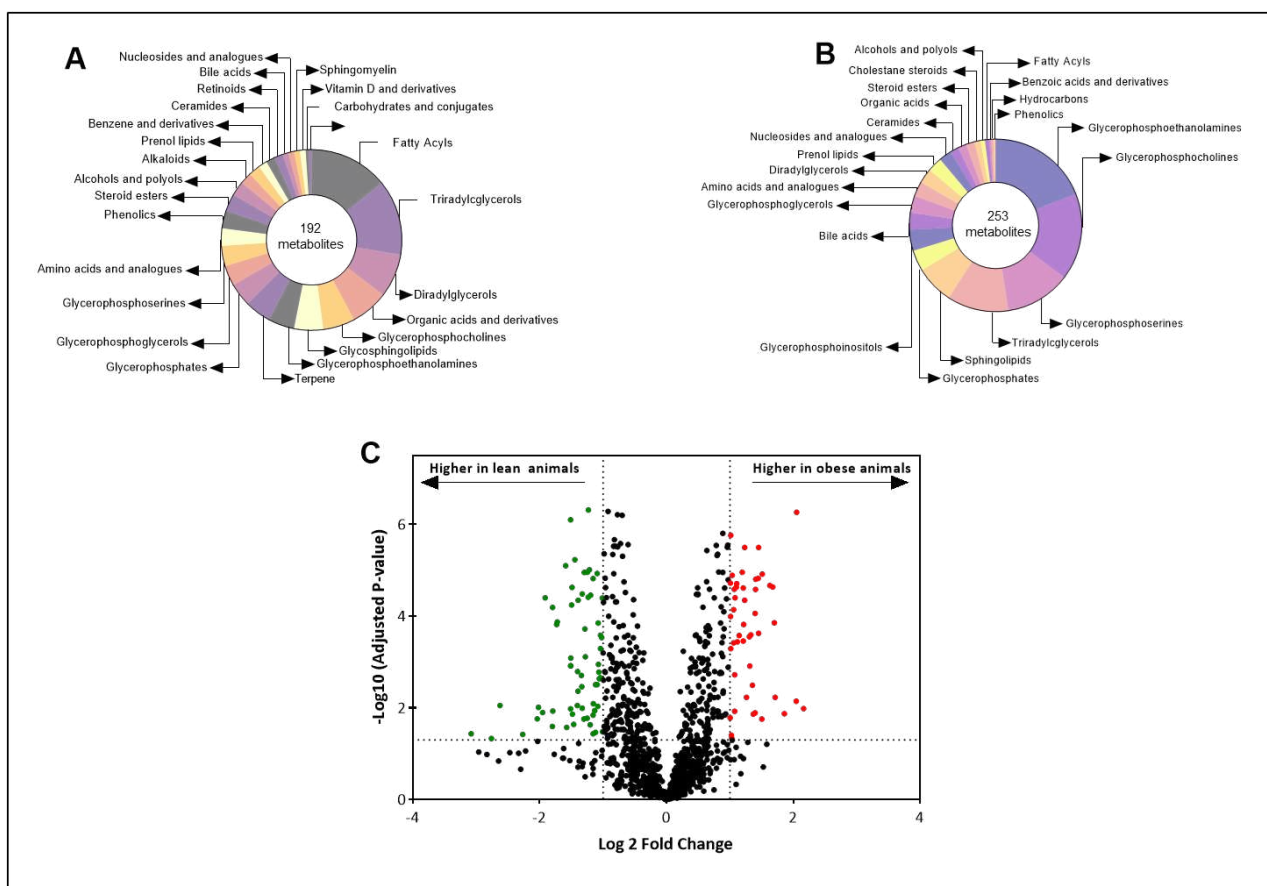 A
Nucleosides and analogues
Bile acids
Retinoids
Ceramides
Benzene and derivatives
Prenol lipids
Alkaloids
Alcohols and polyols
Steroid esters
Phenolics
Amino acids and analogues
Glycerophosphoserines
Glycerophosphoglycerols
Glycerophosphates
Sphingomyelin
Vitamin D and derivatives
Carbohydrates and conjugates
Fatty Acyls
Triradylcglycerols
Diradylglycerols
Organic acids and derivatives
Glycerophosphocholines
Glycosphingolipids
Glycerophosphoethanolamines
Terpene
192
metabolites
B
Alcohols and polyols
Cholestane steroids
Steroid esters
Organic acids
Ceramides
Nucleosides and analogues
Prenol lipids
Diradylglycerols
Amino acids and analogues
Glycerophosphoglycerols
Bile acids
Glycerophosphoinositols
Fatty Acyls
Benzoic acids and derivatives
Hydrocarbons
Phenolics
Glycerophosphoethanolamines
Glycerophosphocholines
Glycerophosphoserines
Triradylcglycerols
Sphingolipids
Glycerophosphates
253
metabolites
C
Higher in lean animals
Higher in obese animals
-Log10 (Adjusted P-value)
6
4
2
0
-4
-2
0
2
4
Log 2 Fold Change